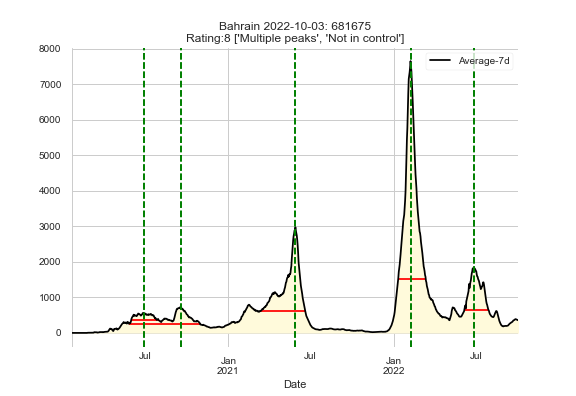 Bahrain 2022-10-03: 681675
Rating:8 ['Multiple peaks', 'Not in control']
Average-7d
8000
7000
6000
5000
4000
3000
2000
1000
0
Jul
Jan
2021
Jul
Jan
2022
Jul
Date